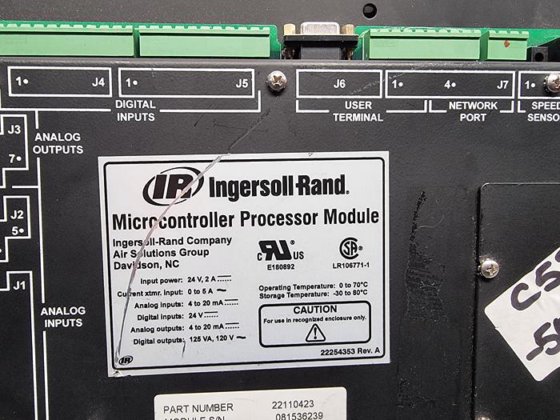 1• J4
1• J5
J6
1• 4• J7
1•
DIGITAL INPUTS
USER TERMINAL
NETWORK PORT
SPEED
J3
7•
ANALOG OUTPUTS
J2
5•
J1
ANALOG INPUTS
IR Ingersoll-Rand.
Microcontroller Processor Module
Ingersoll-Rand Company
Air Solutions Group
Davidson, NC
C UL US
E180892
SP
LR106771-1
Input power: 24 V, 2 A
Current xtmr. input: 0 to 5 A ~
Analog inputs: 4 to 20 mA
Digital inputs: 24 V
Analog outputs: 4 to 20 mA
Digital outputs: 125 VA, 120 V ~
Operating Temperature: 0 to 70°C
Storage Temperature: -30 to 80°C
CAUTION
For use in recognized enclosure only.
!
IR
22254353 Rev. A
PART NUMBER 22110423
MODULE S/N 081536239